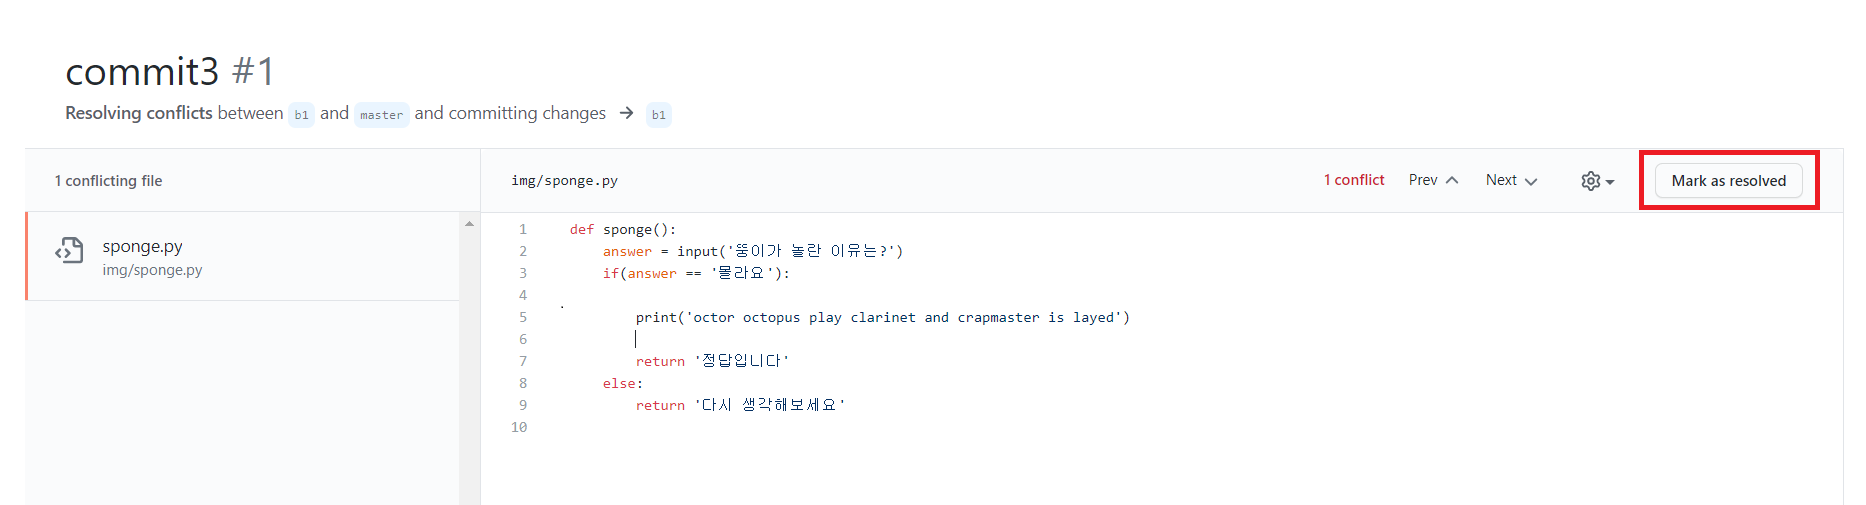 commit3 #1
Resolving conflicts between b1 and master and committing changes → b1
1 conflicting file
sponge.py
img/sponge.py
img/sponge.py
1 conflict Prev Next Mark as resolved
1 def sponge():
2 answer = input('뚱이가 놀란 이유는?')
3 if(answer == '몰라요'):
4
5 print('octor octopus play clarinet and crapmaster is layed')
6
7 return '정답입니다'
8 else:
9 return '다시 생각해보세요'
10